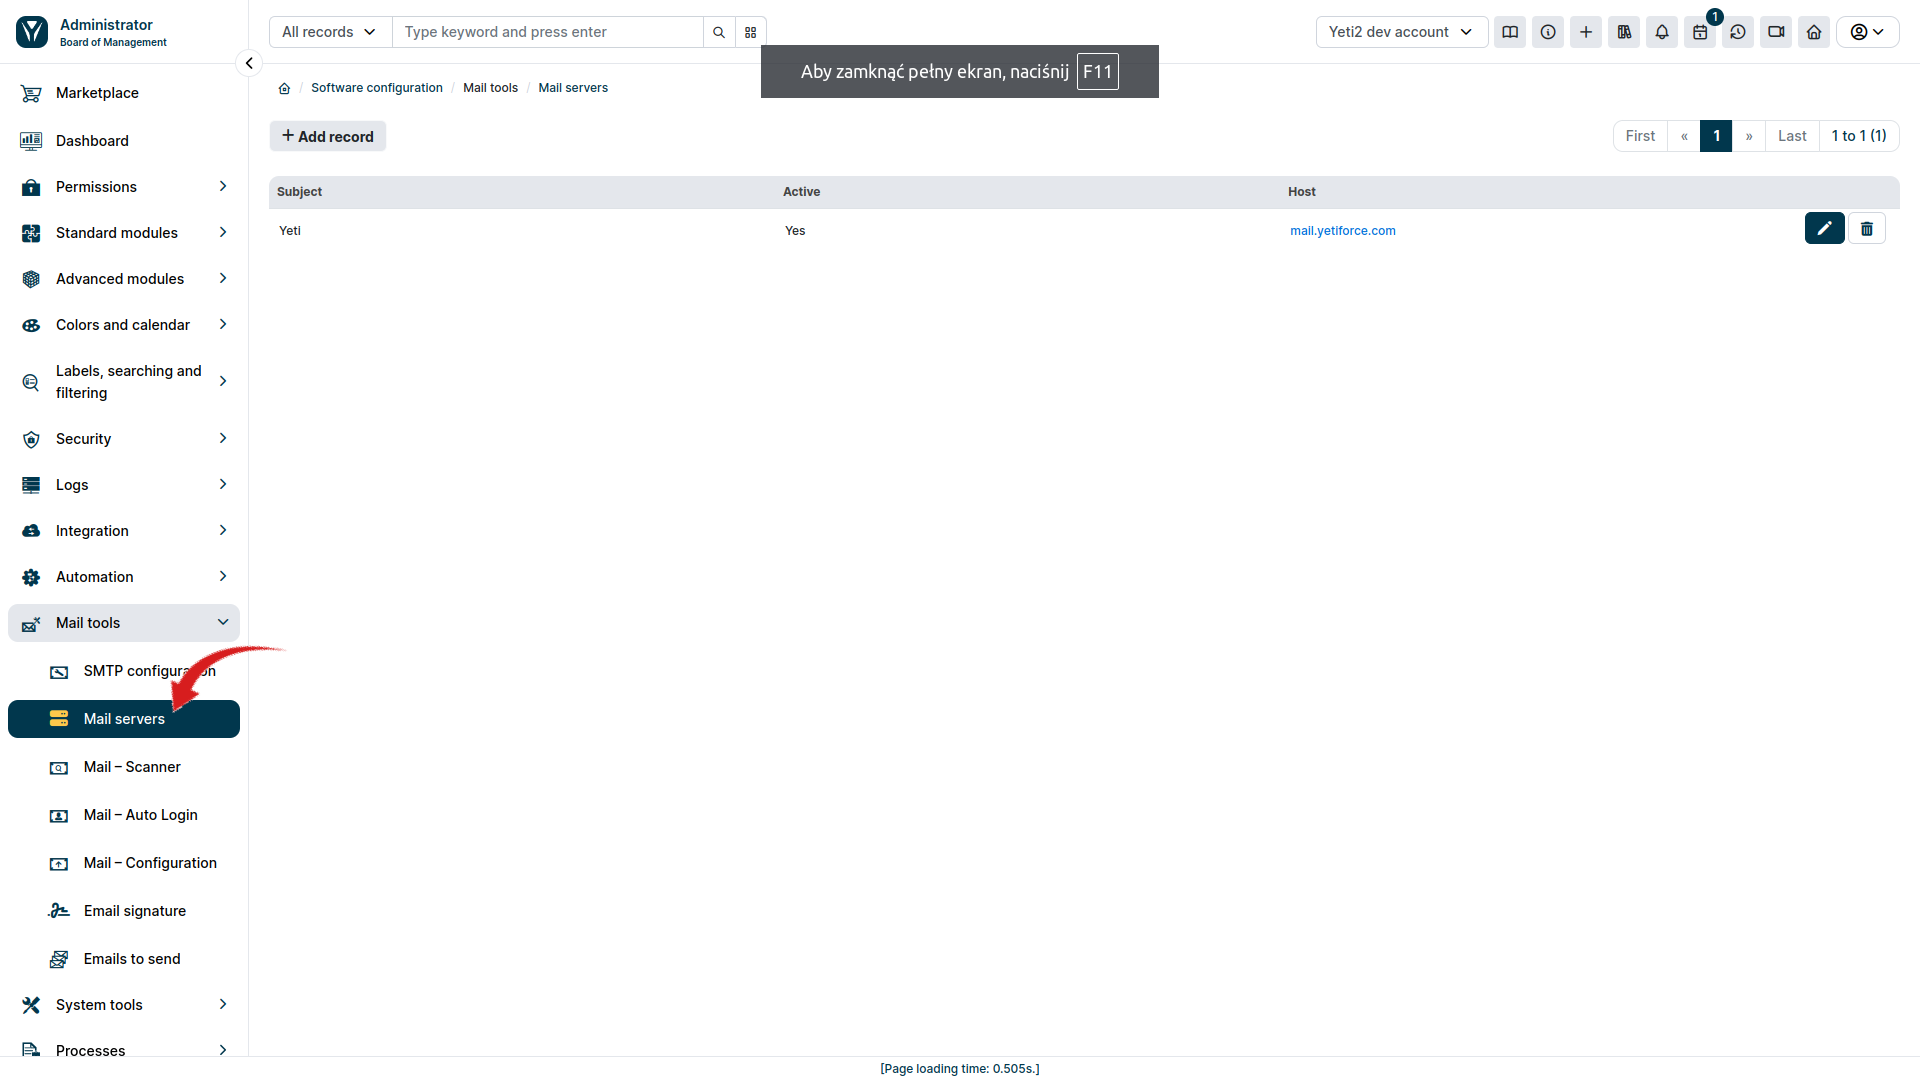 Administrator
Board of Management
All records
Type keyword and press enter
Yeti2 dev account
1
Aby zamknąć pełny ekran, naciśnij F11
Marketplace
Dashboard
Permissions
Standard modules
Advanced modules
Colors and calendar
Labels, searching and
filtering
Security
Logs
Integration
Automation
Mail tools
SMTP configuration
Mail servers
Mail – Scanner
Mail – Auto Login
Mail – Configuration
Email signature
Emails to send
System tools
Processes
/ Software configuration / Mail tools / Mail servers
+ Add record
First « 1 » Last 1 to 1 (1)
Subject Active Host
Yeti Yes mail.yetiforce.com
[Page loading time: 0.505s.]